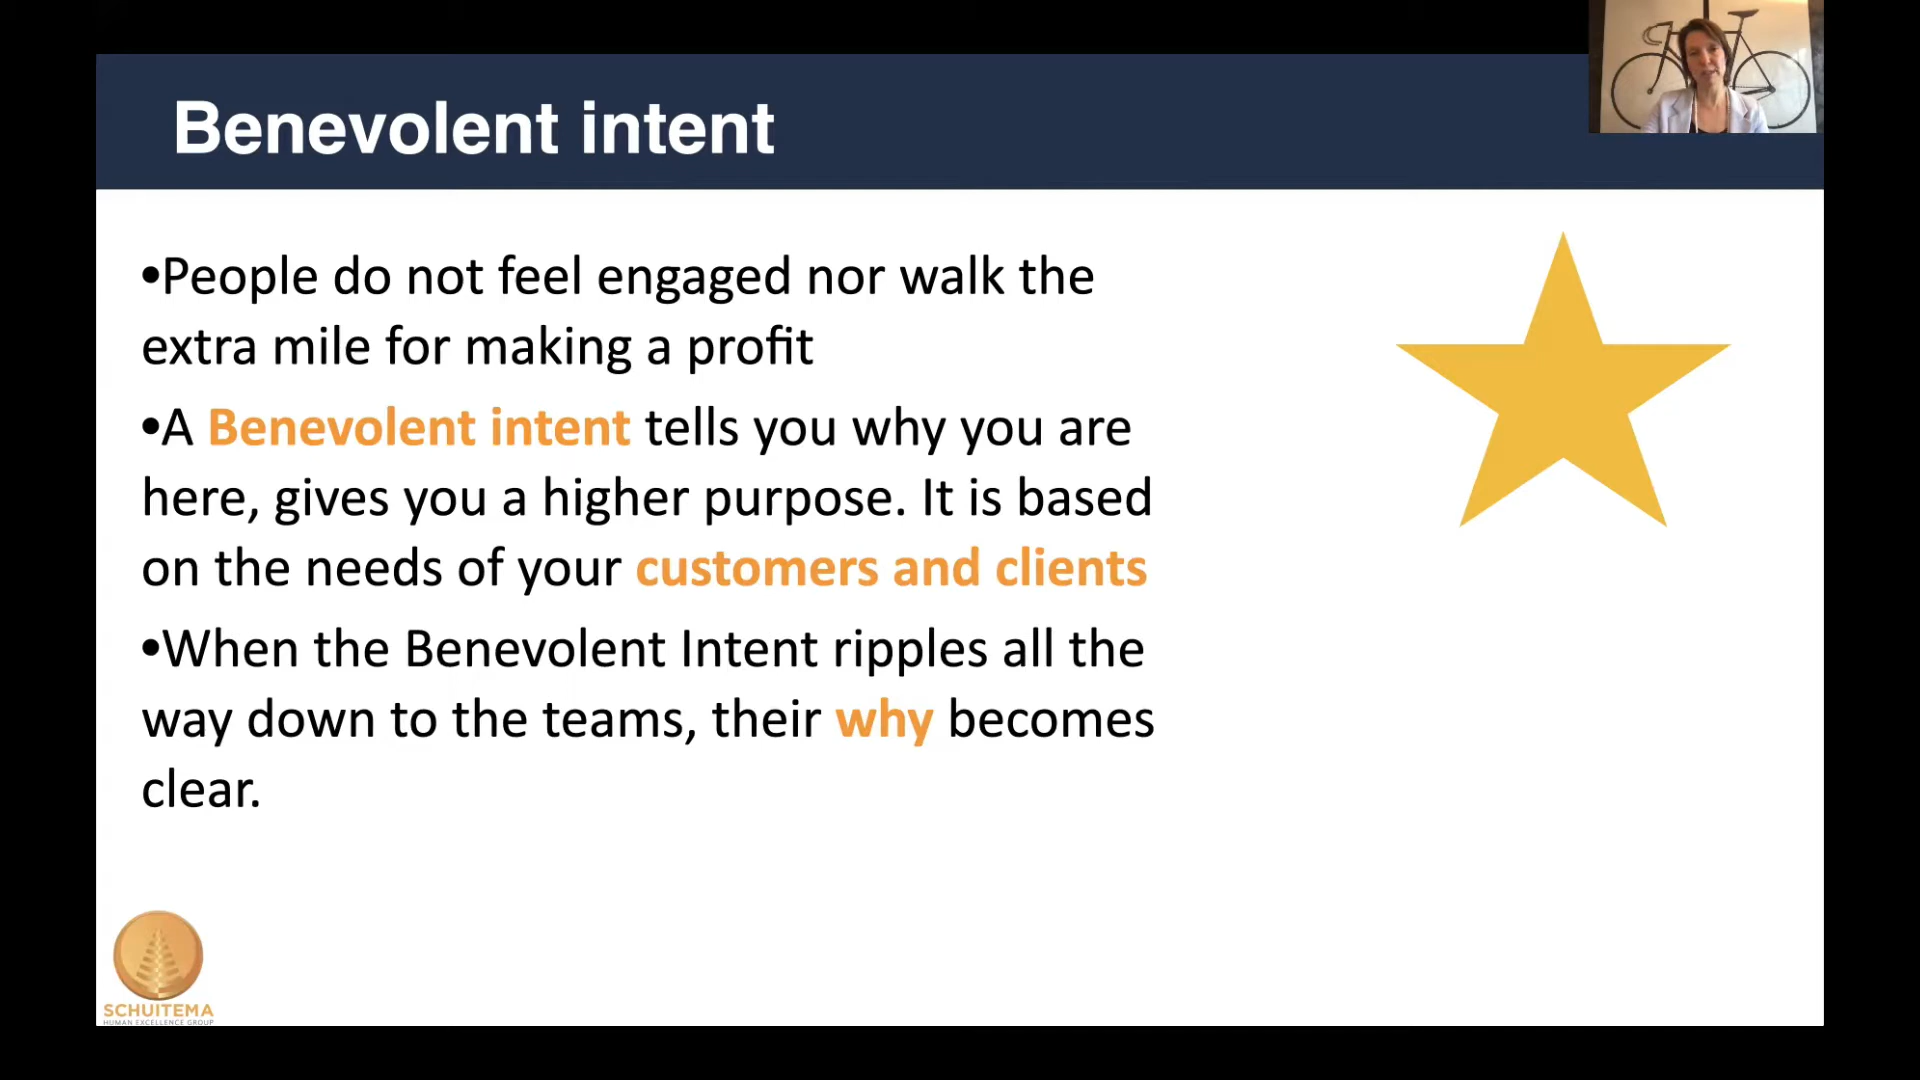 Benevolent intent
•People do not feel engaged nor walk the
extra mile for making a profit
•A Benevolent intent tells you why you are
here, gives you a higher purpose. It is based
on the needs of your customers and clients
•When the Benevolent Intent ripples all the
way down to the teams, their why becomes
clear.
SCHUITEMA
HUMAN EXCELLENCE GROUP